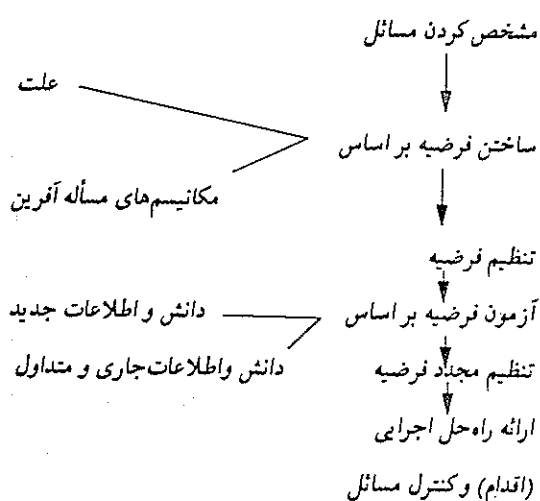 مشخص کردن مسائل
علت
ساختن فرضیه بر اساس
مکانیسم‌های مسأله آفرین
تنظیم فرضیه
آزمون فرضیه بر اساس
دانش و اطلاعات جدید
تنظیم مجدد فرضیه
دانش واطلاعات جاری و متداول
ارائه راه‌حل اجرایی
(اقدام) و کنترل مسائل